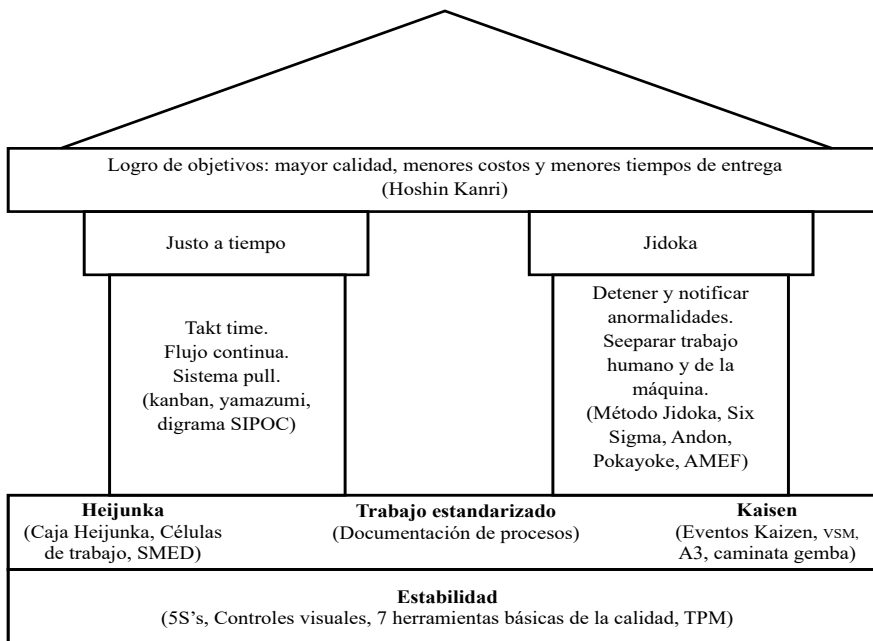 Logro de objetivos: mayor calidad, menores costos y menores tiempos de entrega
(Hoshin Kanri)
Justo a tiempo
Jidoka
Takt time.
Flujo continua.
Sistema pull.
(kanban, yamazumi,
digrama SIPOC)
Detener y notificar
anormalidades.
Seeparar trabajo
humano y de la
máquina.
(Método Jidoka, Six
Sigma, Andon,
Pokayoke, AMEF)
Heijunka
(Caja Heijunka, Células
de trabajo, SMED)
Trabajo estandarizado
(Documentación de procesos)
Kaisen
(Eventos Kaizen, VSM,
A3, caminata gemba)
Estabilidad
(5S's, Controles visuales, 7 herramientas básicas de la calidad, TPM)